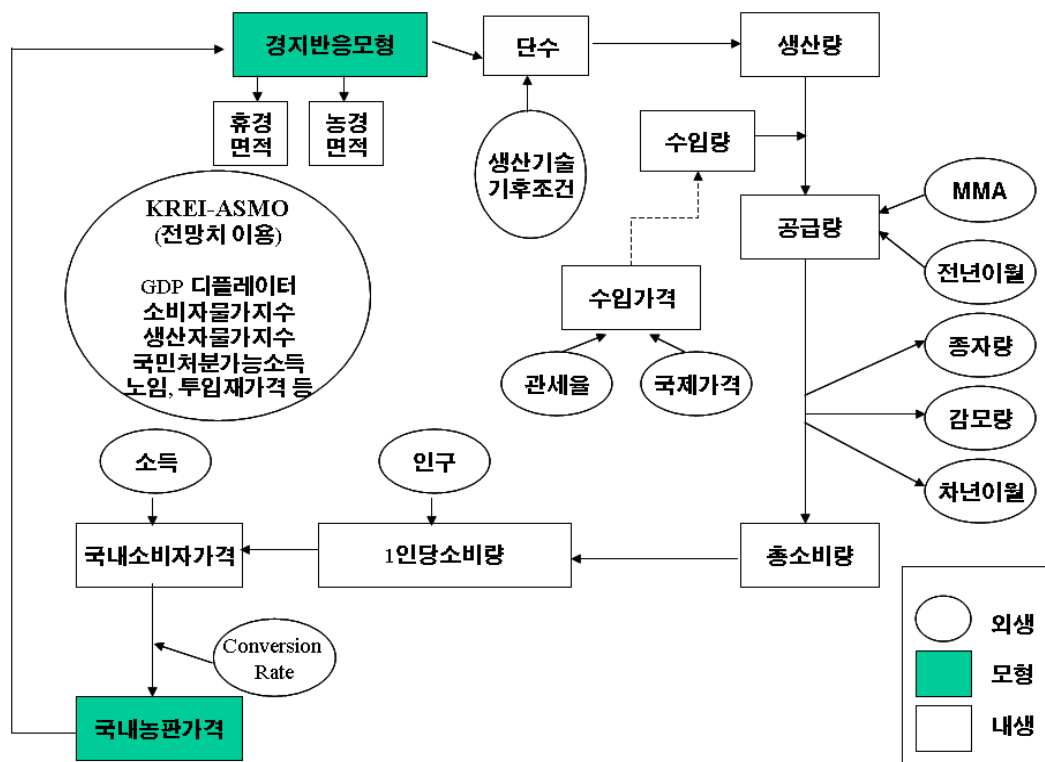 경지반응모형
단수
생산량
휴경
면적
농경
면적
생산기술
기후조건
수입량
MMA
공급량
전년이월
KREI-ASMO
(전망치 이용)
GDP 디플레이터
소비자물가지수
생산자물가지수
국민처분가능소득
노임, 투입재가격 등
수입가격
관세율
국제가격
종자량
감모량
차년이월
소득
인구
국내소비자가격
1인당소비량
총소비량
Conversion
Rate
국내농판가격
외생
모형
내생